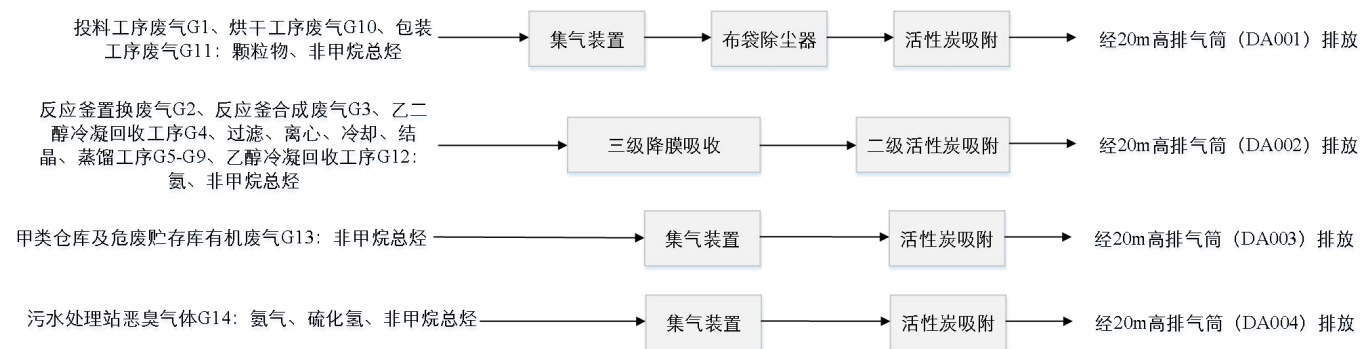 投料工序废气G1、烘干工序废气G10、包装
工序废气G11：颗粒物、非甲烷总烃
集气装置
布袋除尘器
活性炭吸附
经20m高排气筒（DA001）排放
反应釜置换废气G2、反应釜合成废气G3、乙二
醇冷凝回收工序G4、过滤、离心、冷却、结
晶、蒸馏工序G5-G9、乙醇冷凝回收工序G12：
氨、非甲烷总烃
三级降膜吸收
二级活性炭吸附
经20m高排气筒（DA002）排放
甲类仓库及危废贮存库有机废气G13：非甲烷总烃
集气装置
活性炭吸附
经20m高排气筒（DA003）排放
污水处理站恶臭气体G14：氨气、硫化氢、非甲烷总烃
集气装置
活性炭吸附
经20m高排气筒（DA004）排放